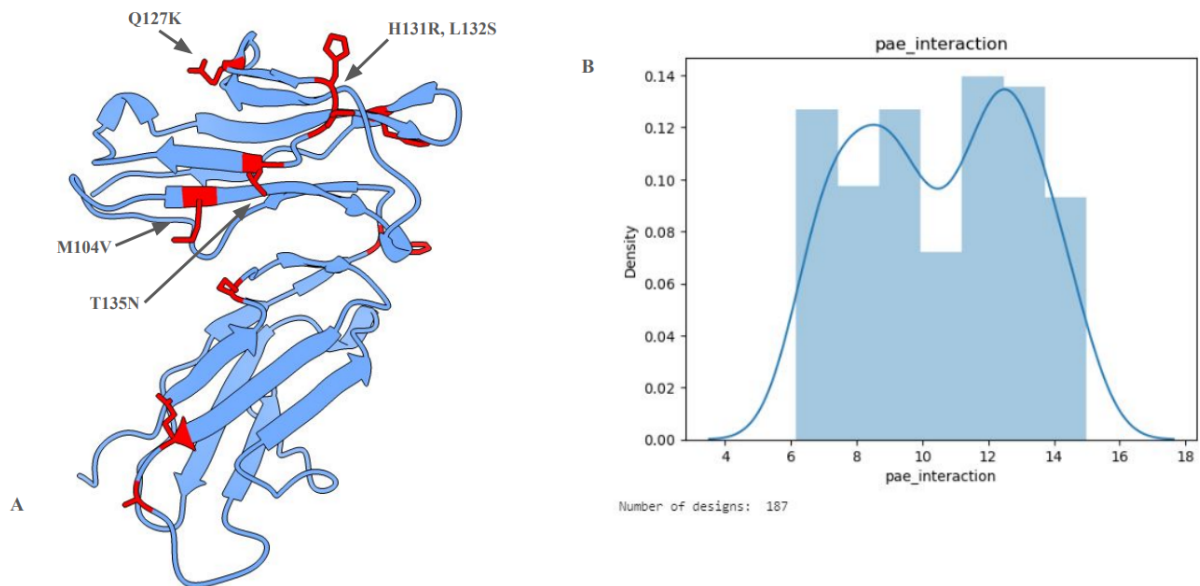 Q127K
H131R, L132S
M104V
T135N
A
B
pae_interaction
0.14
0.12
0.10
0.08
0.06
0.04
0.02
0.00
Density
4 6 8 10 12 14 16 18
pae_interaction
Number of designs: 187